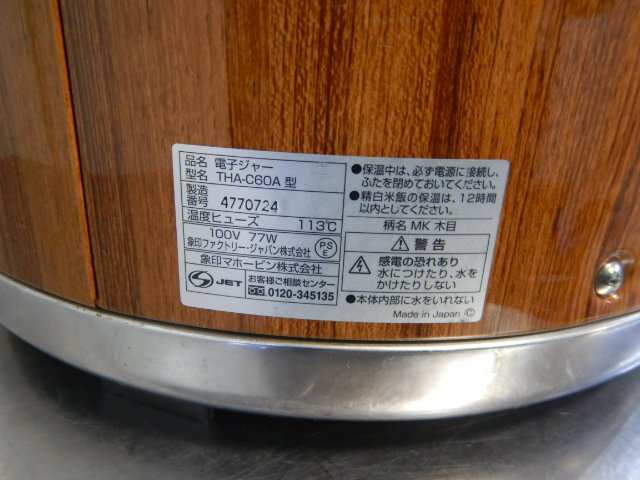 品名 電子ジャー
型名 THA-C60A 型
製造
番号 4770724
温度ヒューズ 113℃
100V 77W
象印ファクトリー・ジャパン株式会社
PS
E
象印マホービン株式会社
S JET お客様ご相談センター
0120-345135
●保温中は、必ず電源に接続し、
ふたを閉めておいてください。
●精白米飯の保温は、12時間
以内としてください。
柄名 MK 木目
⚠ 警告
感電の恐れあり
水につけたり、水を
かけたりしない
●本体内部に水をいれない
Made in Japan Ⓒ